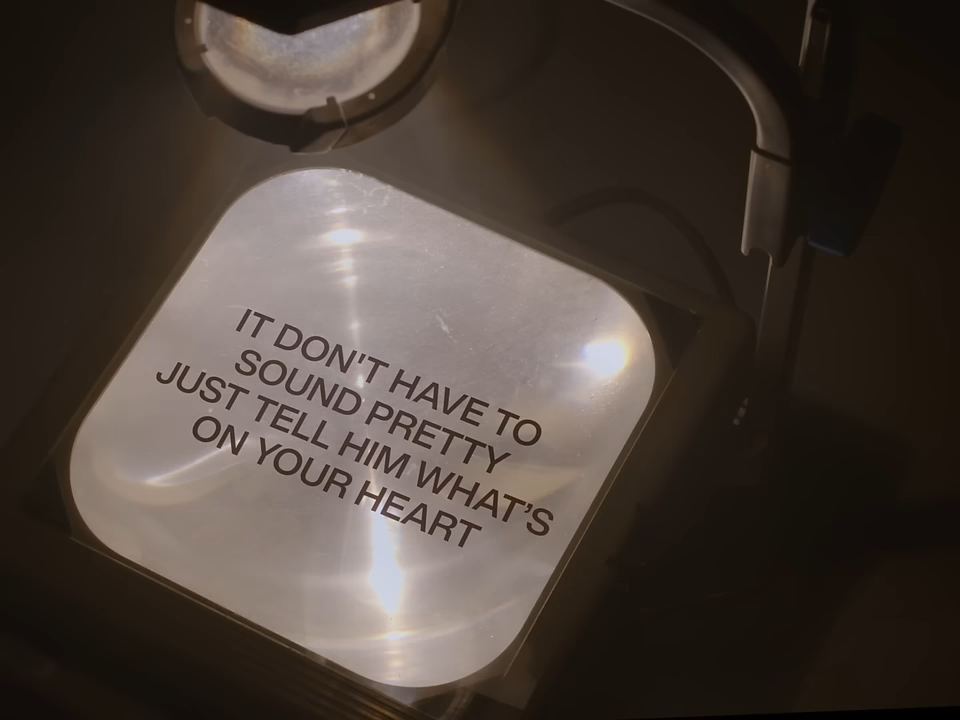 IT DON'T HAVE TO
SOUND PRETTY
JUST TELL HIM WHAT’S
ON YOUR HEART